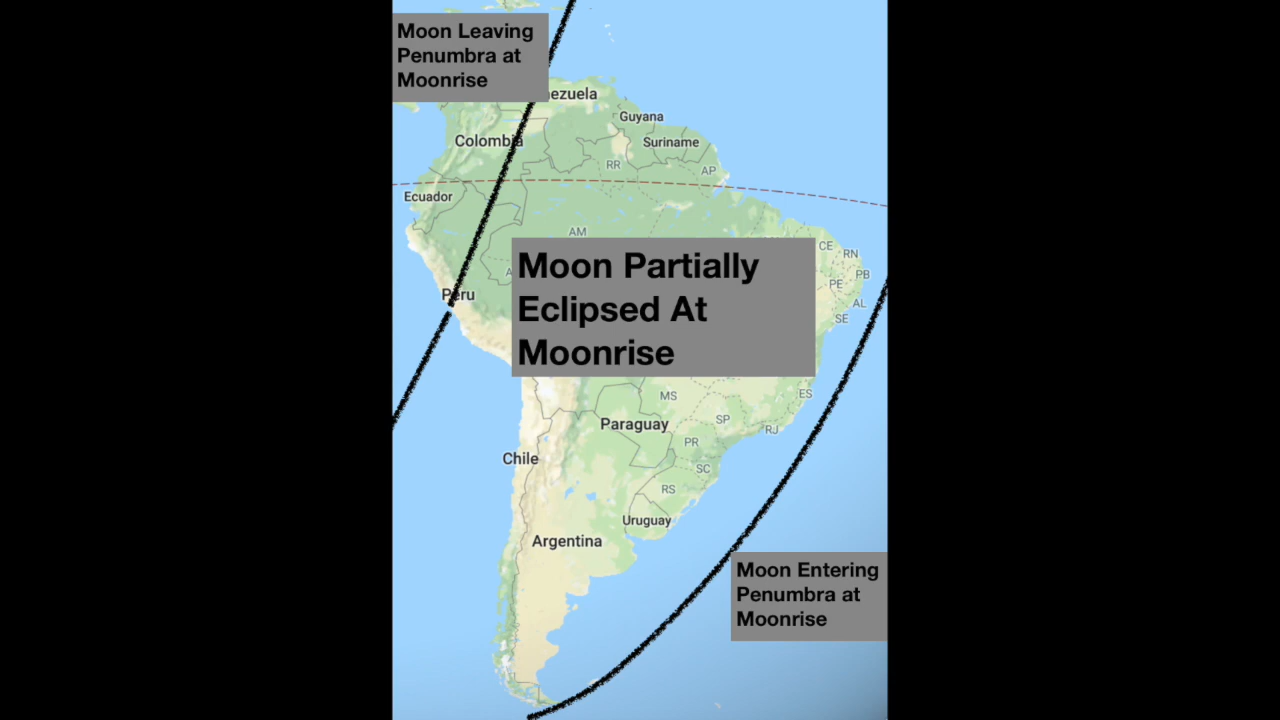 Moon Leaving
Penumbra at
Moonrise
ezuela
Guyana
Colombia
Suriname
RR
AP
Ecuador
AM
CE
RN
Moon Partially
Eclipsed At
Moonrise
PB
PE
AL
Peru
SE
MS
ES
Paraguay
SP
RJ
PR
Chile
SC
RS
Uruguay
Argentina
Moon Entering
Penumbra at
Moonrise